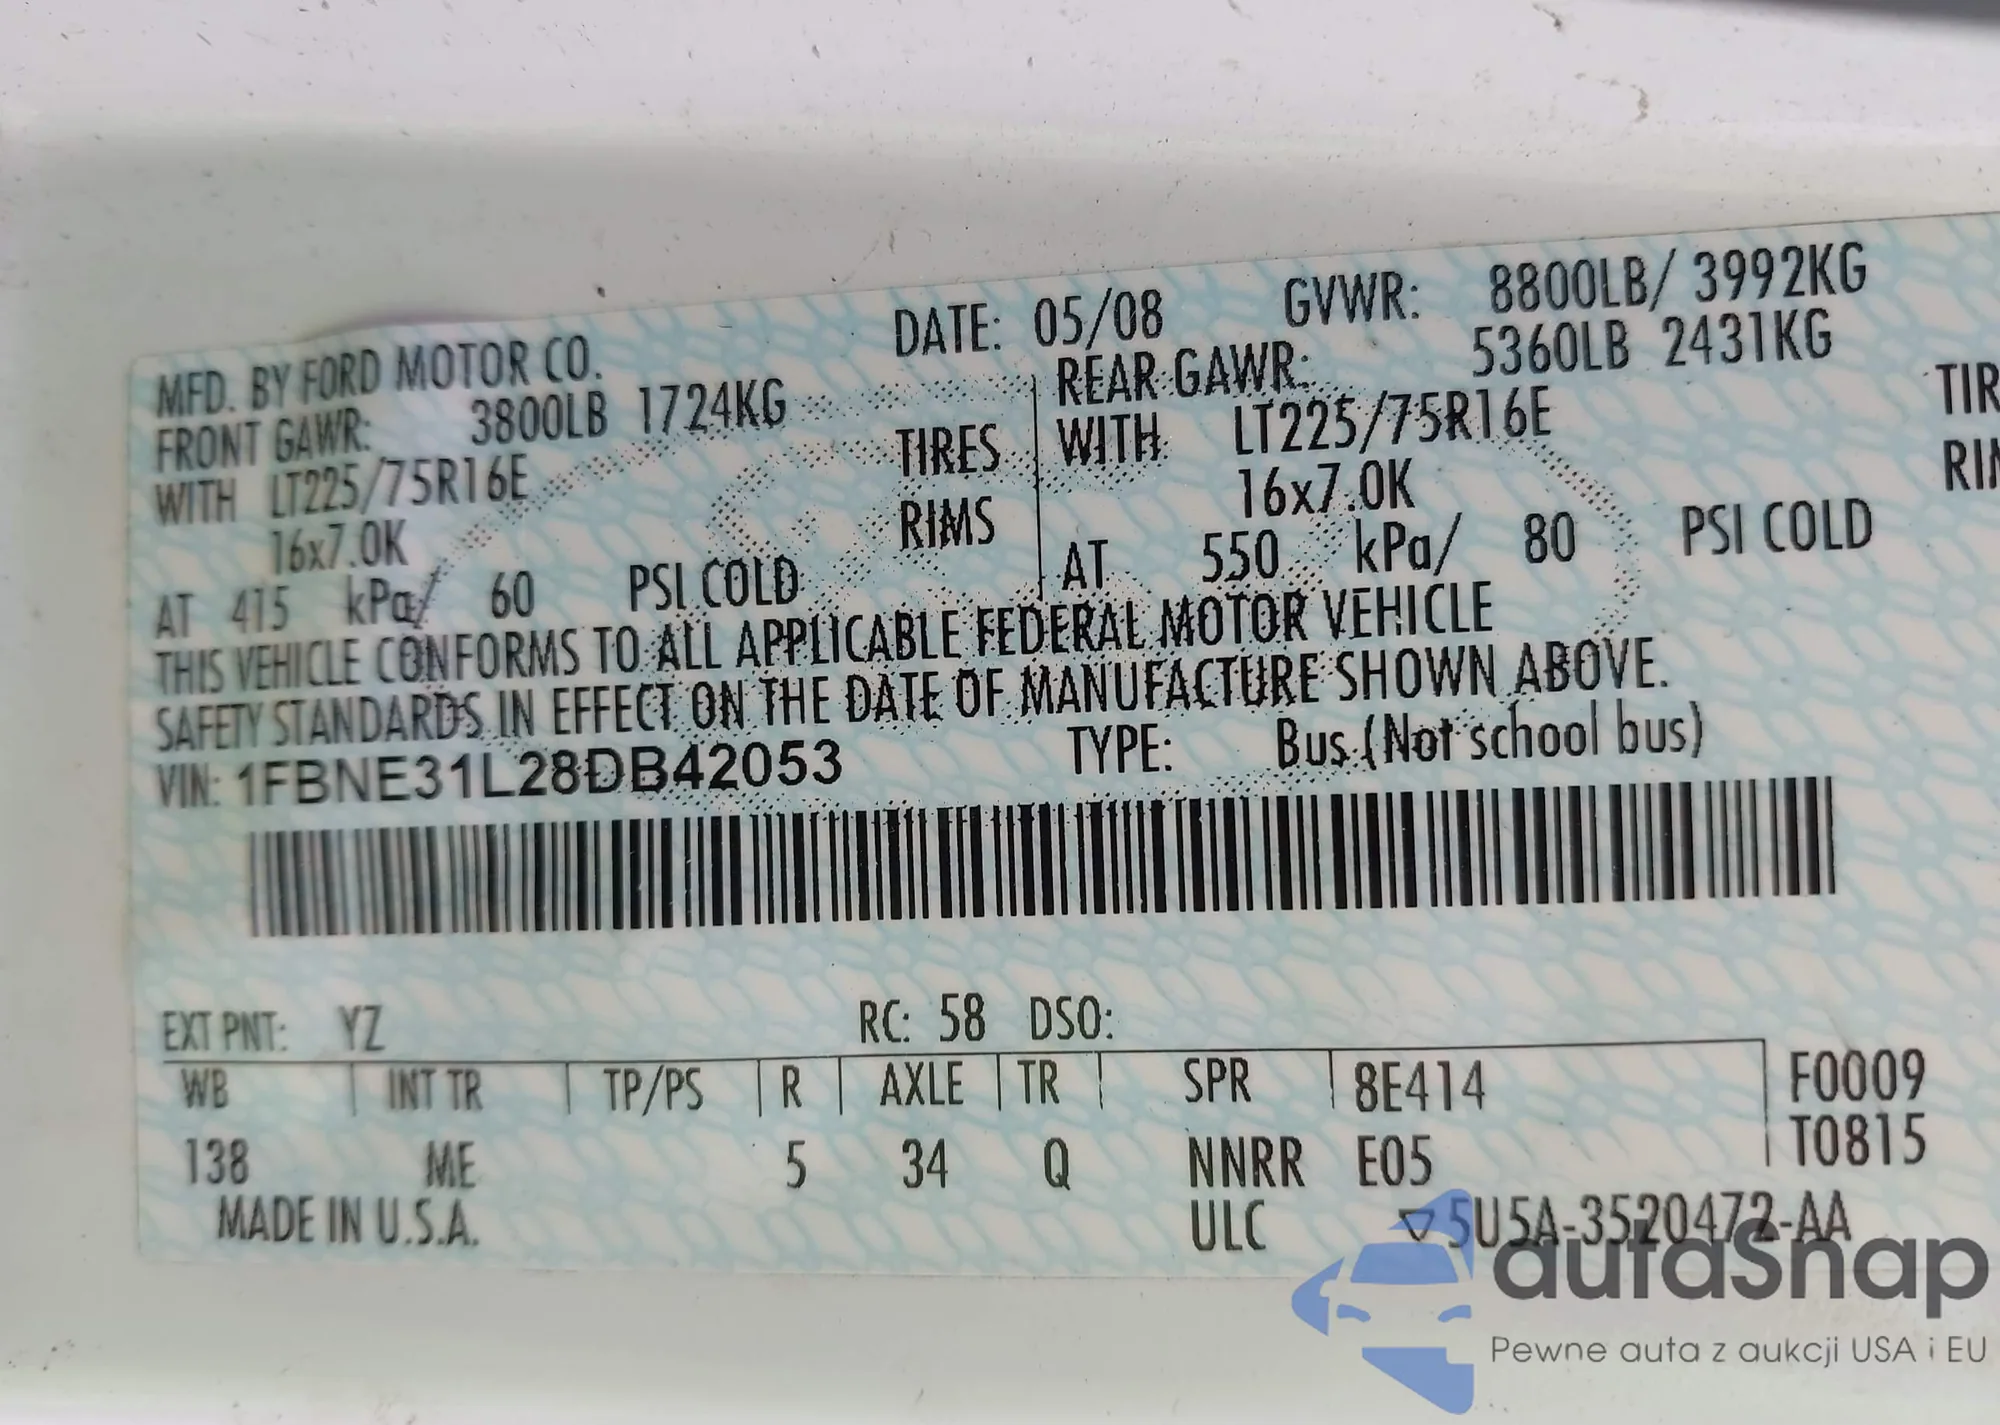 MFD. BY FORD MOTOR CO. DATE: 05/08 GVWR: 8800LB/ 3992KG
FRONT GAWR: 3800LB 1724KG REAR GAWR: 5360LB 2431KG
WITH LT225/75R16E TIRES WITH LT225/75R16E TIR
16x7.0K RIMS 16x7.0K RIM
AT 415 kPa/ 60 PSI COLD AT 550 kPa/ 80 PSI COLD
THIS VEHICLE CONFORMS TO ALL APPLICABLE FEDERAL MOTOR VEHICLE
SAFETY STANDARDS IN EFFECT ON THE DATE OF MANUFACTURE SHOWN ABOVE.
VIN: 1FBNE31L28DB42053 TYPE: Bus (Not school bus)
EXT PNT: YZ RC: 58 DSO:
WB INT TR TP/PS R AXLE TR SPR 8E414 F0009
138 ME 5 34 Q NNRR E05 T0815
MADE IN U.S.A. ULC ▽5U5A-3520472-AA
autaSnap
Pewne auta z aukcji USA i EU